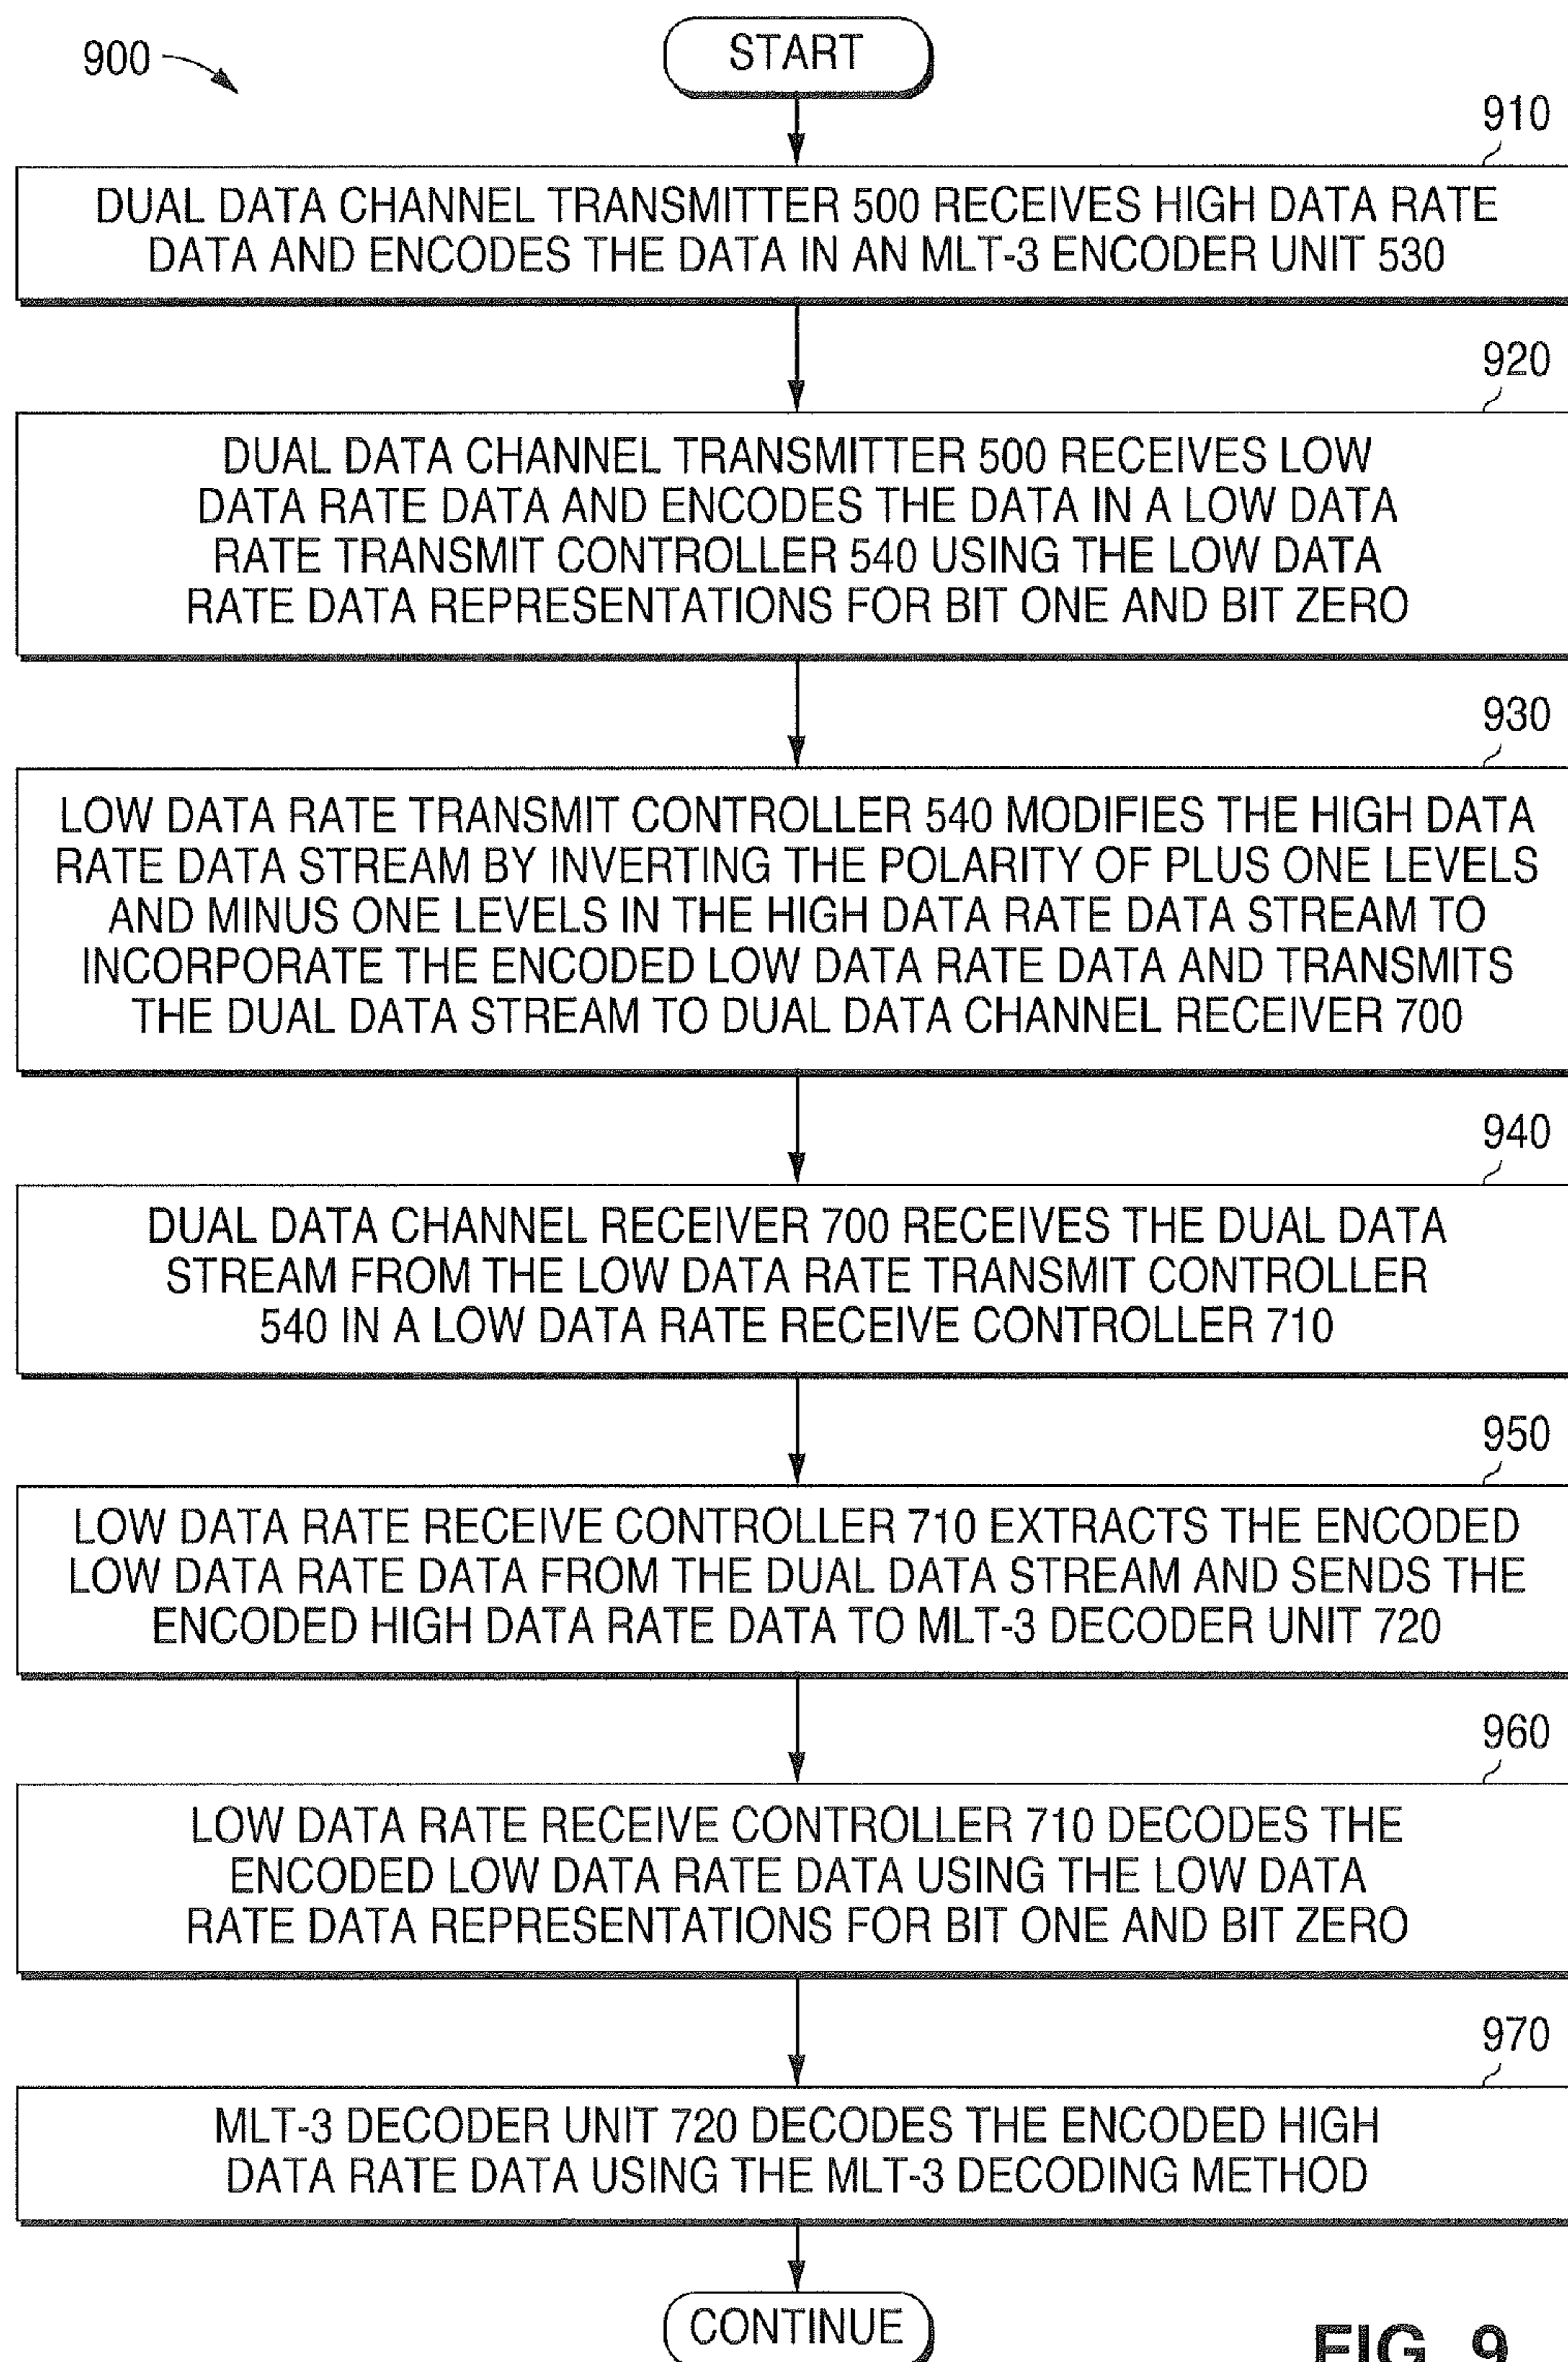 900
START
910
DUAL DATA CHANNEL TRANSMITTER 500 RECEIVES HIGH DATA RATE
DATA AND ENCODES THE DATA IN AN MLT-3 ENCODER UNIT 530
920
DUAL DATA CHANNEL TRANSMITTER 500 RECEIVES LOW
DATA RATE DATA AND ENCODES THE DATA IN A LOW DATA
RATE TRANSMIT CONTROLLER 540 USING THE LOW DATA
RATE DATA REPRESENTATIONS FOR BIT ONE AND BIT ZERO
930
LOW DATA RATE TRANSMIT CONTROLLER 540 MODIFIES THE HIGH DATA
RATE DATA STREAM BY INVERTING THE POLARITY OF PLUS ONE LEVELS
AND MINUS ONE LEVELS IN THE HIGH DATA RATE DATA STREAM TO
INCORPORATE THE ENCODED LOW DATA RATE DATA AND TRANSMITS
THE DUAL DATA STREAM TO DUAL DATA CHANNEL RECEIVER 700
940
DUAL DATA CHANNEL RECEIVER 700 RECEIVES THE DUAL DATA
STREAM FROM THE LOW DATA RATE TRANSMIT CONTROLLER
540 IN A LOW DATA RATE RECEIVE CONTROLLER 710
950
LOW DATA RATE RECEIVE CONTROLLER 710 EXTRACTS THE ENCODED
LOW DATA RATE DATA FROM THE DUAL DATA STREAM AND SENDS THE
ENCODED HIGH DATA RATE DATA TO MLT-3 DECODER UNIT 720
960
LOW DATA RATE RECEIVE CONTROLLER 710 DECODES THE
ENCODED LOW DATA RATE DATA USING THE LOW DATA
RATE DATA REPRESENTATIONS FOR BIT ONE AND BIT ZERO
970
MLT-3 DECODER UNIT 720 DECODES THE ENCODED HIGH
DATA RATE DATA USING THE MLT-3 DECODING METHOD
CONTINUE
FIG. 9